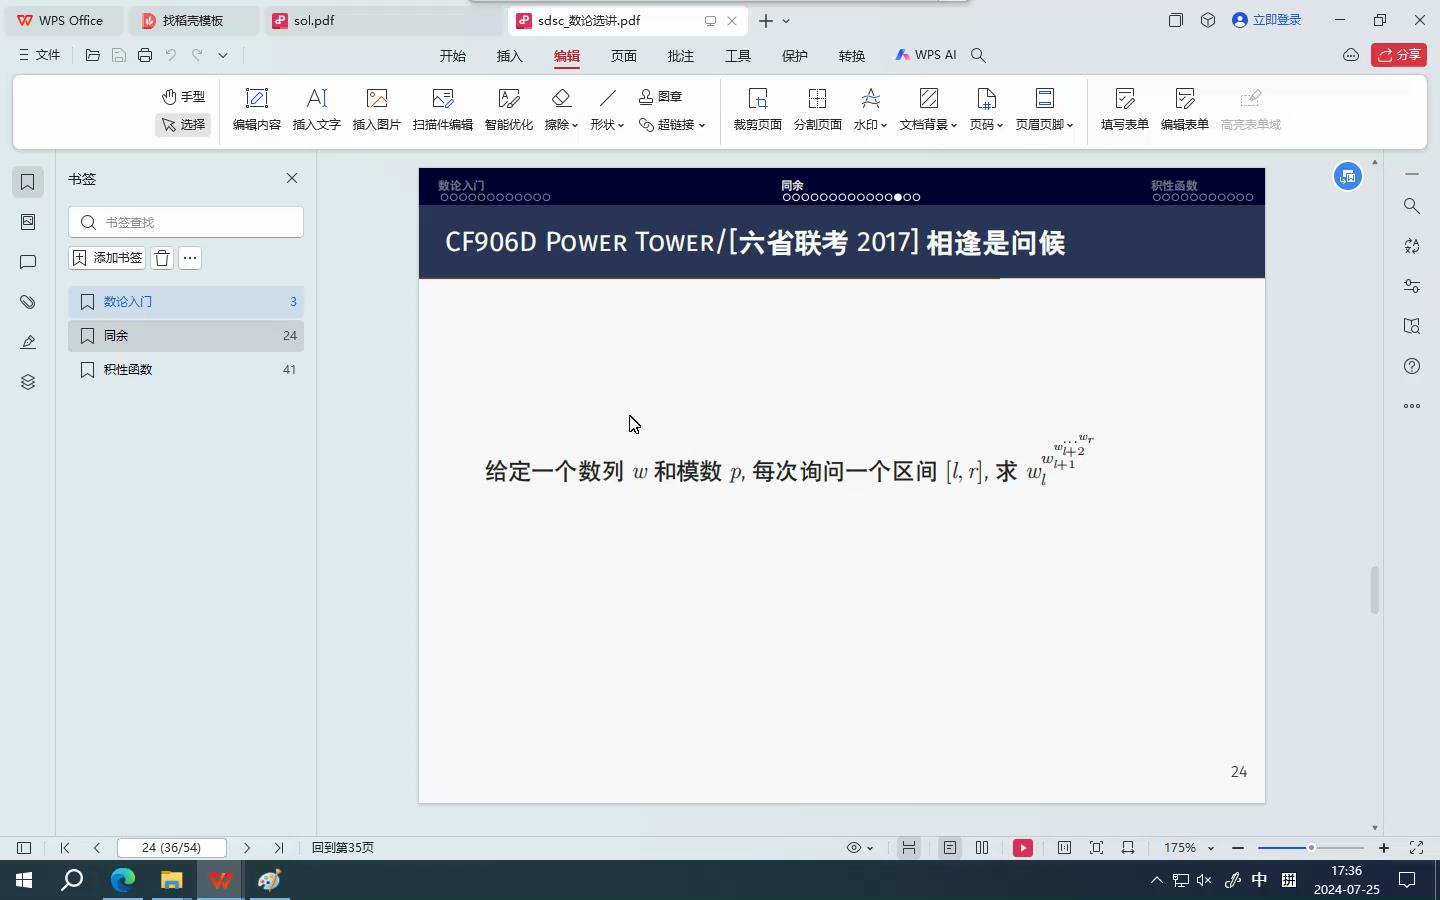 WPS Office
找稻壳模板
sol.pdf
sdsc_数论选讲.pdf
立即登录
文件
开始
插入
编辑
页面
批注
工具
保护
转换
WPS AI
分享
手型
选择
编辑内容
插入文字
插入图片
扫描件编辑
智能优化
擦除
形状
图章
超链接
裁剪页面
分割页面
水印
文档背景
页码
页眉页脚
填写表单
编辑表单
高亮表单域
书签
书签查找
添加书签
数论入门 3
同余 24
积性函数 41
数论入门
同余
积性函数
CF906D Power Tower/[六省联考 2017] 相逢是问候
给定一个数列 w 和模数 p, 每次询问一个区间 [l, r], 求 w_l^{w_{l+1}^{w_{l+2}^{⋯^{w_r}}}}
24
24 (36/54)
回到第35页
175%
中
拼
17:36
2024-07-25